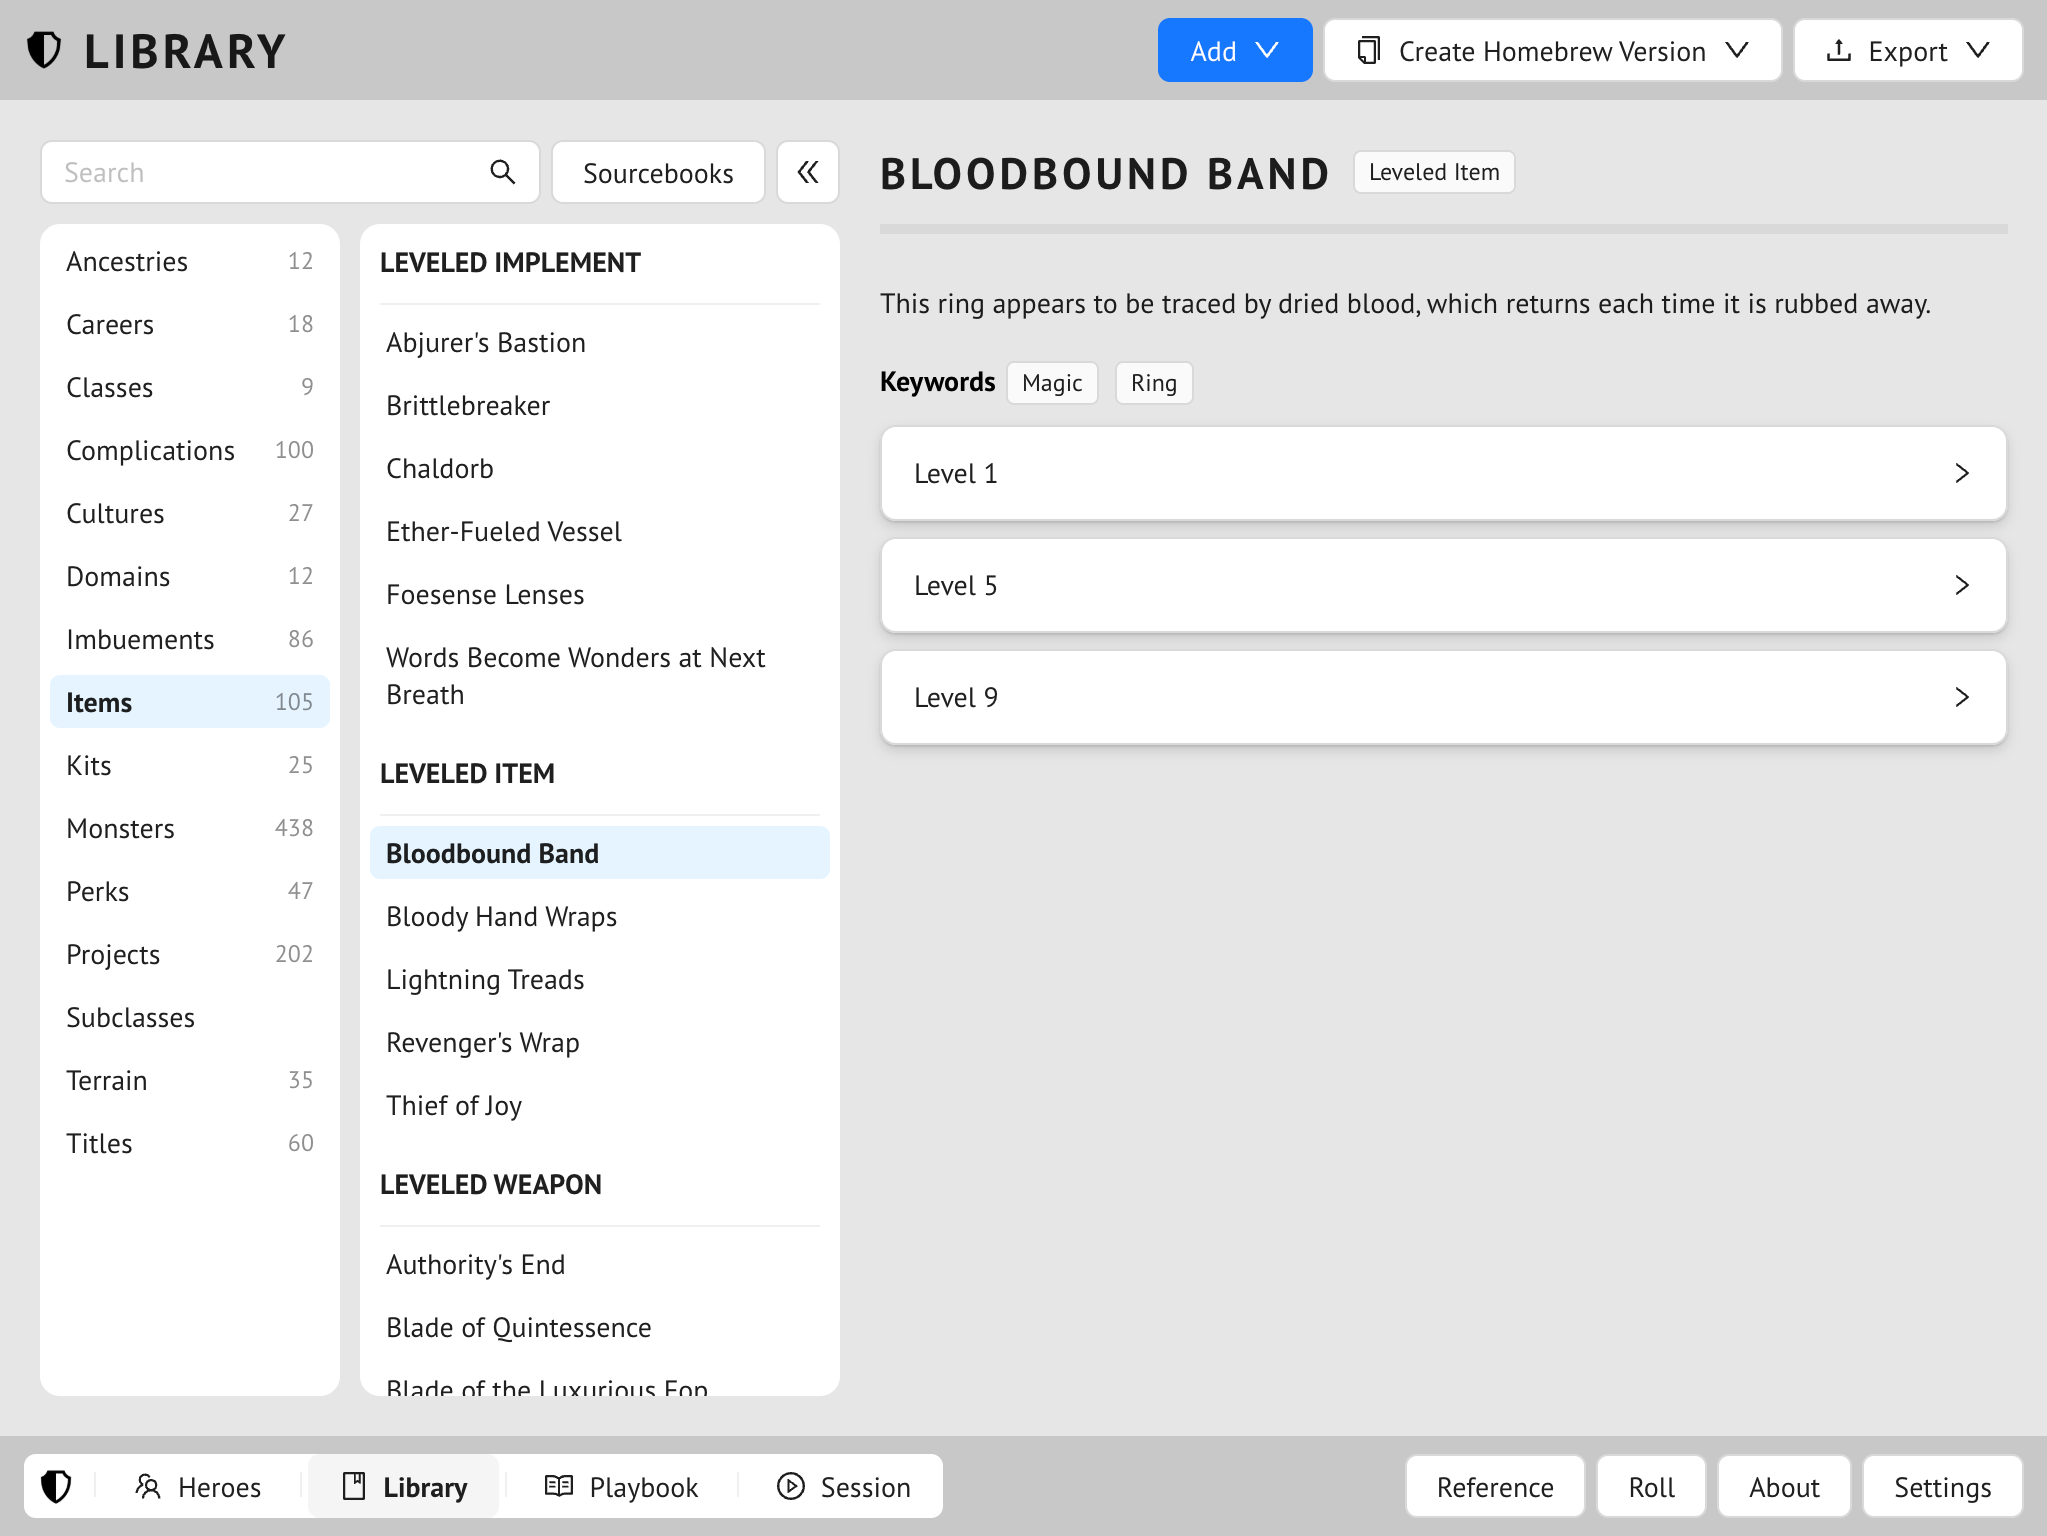 LIBRARY
Add
Create Homebrew Version
Export
Search
Sourcebooks
Ancestries 12
Careers 18
Classes 9
Complications 100
Cultures 27
Domains 12
Imbuements 86
Items 105
Kits 25
Monsters 438
Perks 47
Projects 202
Subclasses
Terrain 35
Titles 60
LEVELED IMPLEMENT
Abjurer's Bastion
Brittlebreaker
Chaldorb
Ether-Fueled Vessel
Foesense Lenses
Words Become Wonders at Next
Breath
LEVELED ITEM
Bloodbound Band
Bloody Hand Wraps
Lightning Treads
Revenger's Wrap
Thief of Joy
LEVELED WEAPON
Authority's End
Blade of Quintessence
Blade of the Luxurious Fop
BLOODBOUND BAND
Leveled Item
This ring appears to be traced by dried blood, which returns each time it is rubbed away.
Keywords Magic Ring
Level 1
Level 5
Level 9
Heroes
Library
Playbook
Session
Reference
Roll
About
Settings